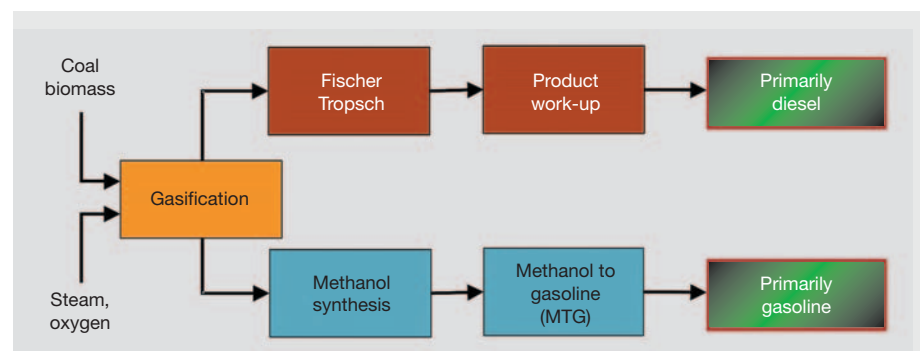 Coal
biomass
Fischer
Tropsch
Product
work-up
Primarily
diesel
Gasification
Steam,
oxygen
Methanol
synthesis
Methanol to
gasoline
(MTG)
Primarily
gasoline